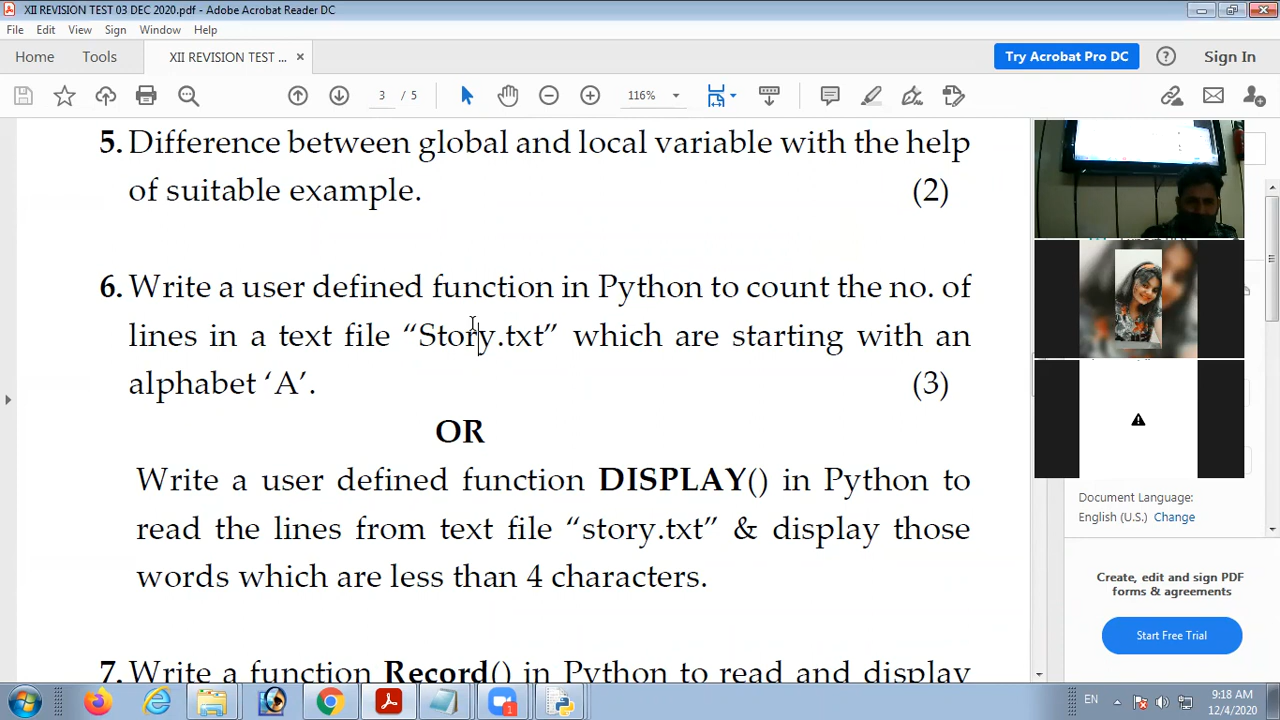 XII REVISION TEST 03 DEC 2020.pdf - Adobe Acrobat Reader DC
File Edit View Sign Window Help
Home Tools XII REVISION TEST ... × Try Acrobat Pro DC Sign In
3 / 5 116%
5. Difference between global and local variable with the help
of suitable example. (2)
6. Write a user defined function in Python to count the no. of
lines in a text file “Story.txt” which are starting with an
alphabet ‘A’. (3)
OR
Write a user defined function DISPLAY() in Python to
read the lines from text file “story.txt” & display those
words which are less than 4 characters.
7. Write a function Record() in Python to read and display
Document Language:
English (U.S.) Change
Create, edit and sign PDF
forms & agreements
Start Free Trial
EN 9:18 AM
12/4/2020